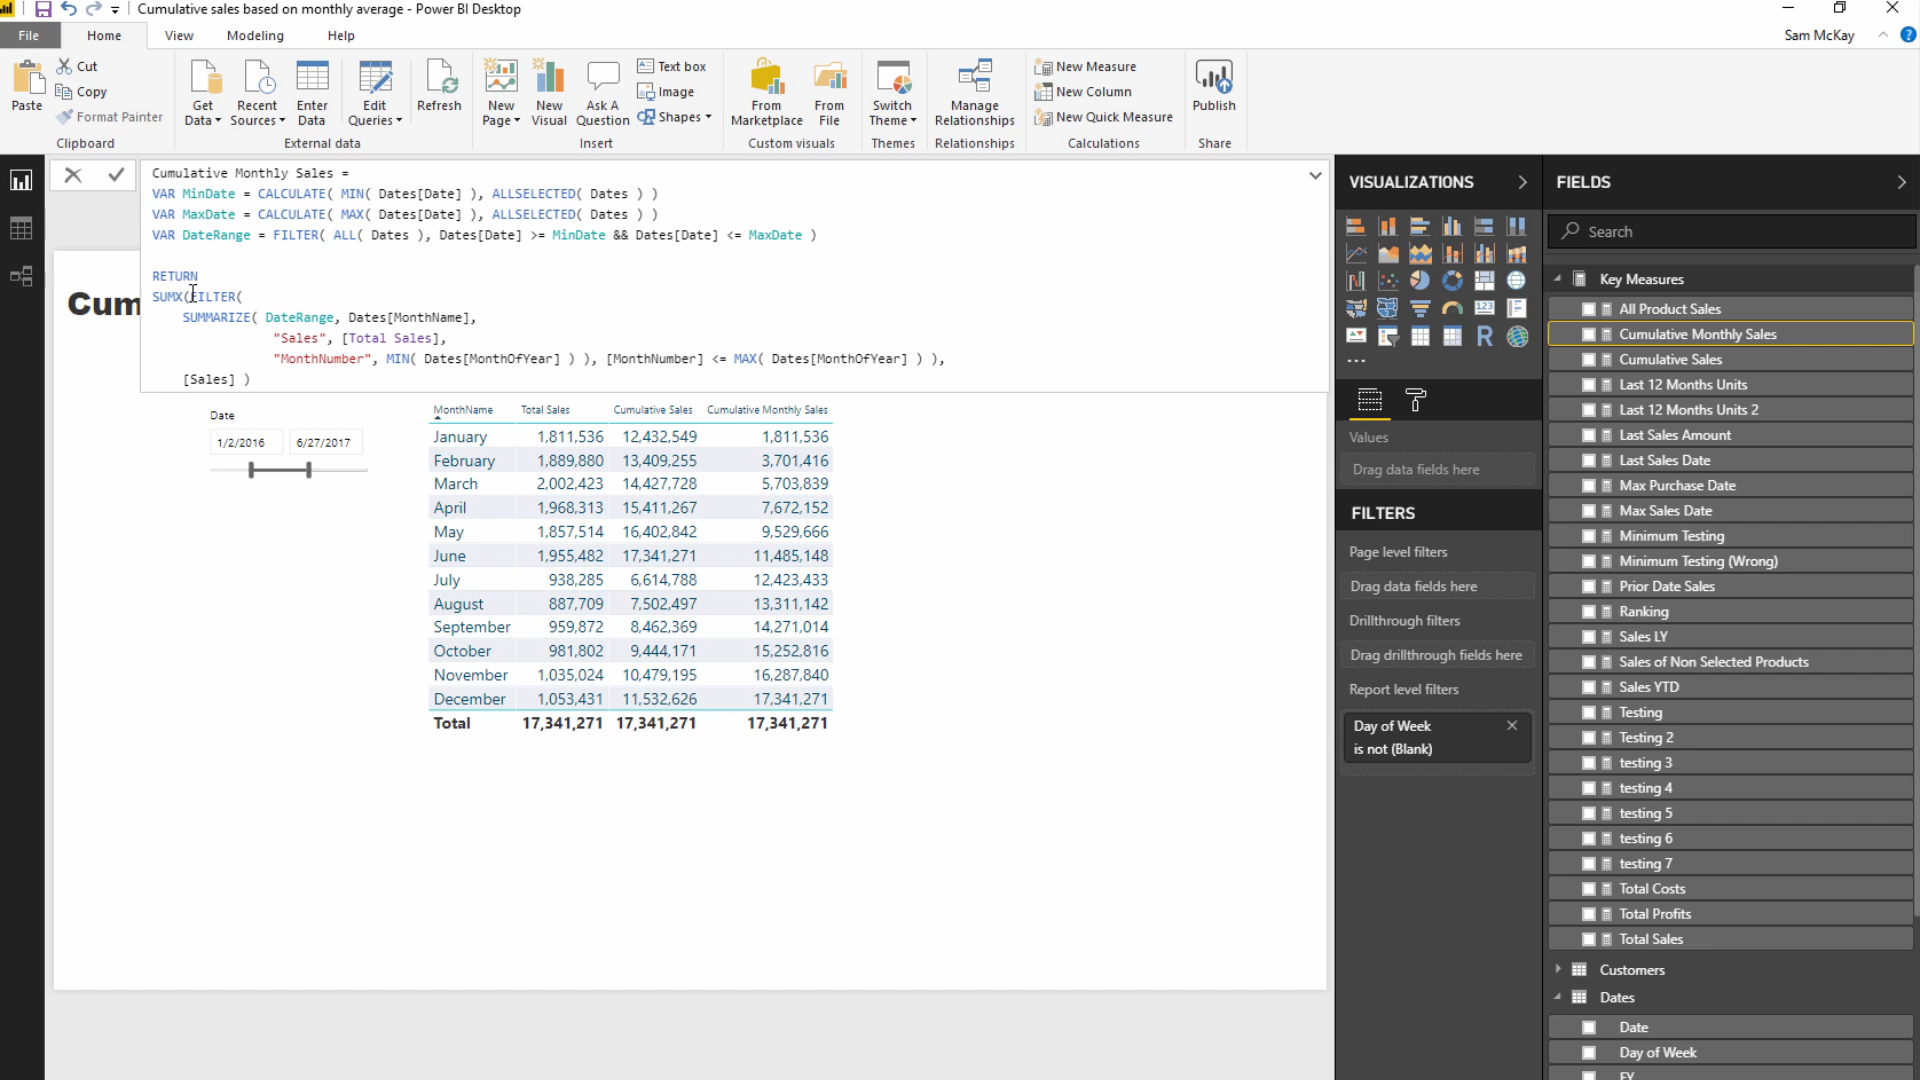 Cumulative sales based on monthly average - Power BI Desktop
File Home View Modeling Help
Sam McKay
Paste
Cut
Copy
Format Painter
Clipboard
Get Data
Recent Sources
Enter Data
Edit Queries
Refresh
External data
New Page
New Visual
Ask A Question
Text box
Image
Shapes
Insert
From Marketplace
From File
Custom visuals
Switch Theme
Themes
Manage Relationships
Relationships
New Measure
New Column
New Quick Measure
Calculations
Publish
Share
Cumulative Monthly Sales =
VAR MinDate = CALCULATE( MIN( Dates[Date] ), ALLSELECTED( Dates ) )
VAR MaxDate = CALCULATE( MAX( Dates[Date] ), ALLSELECTED( Dates ) )
VAR DateRange = FILTER( ALL( Dates ), Dates[Date] >= MinDate && Dates[Date] <= MaxDate )
RETURN
SUMX( FILTER(
SUMMARIZE( DateRange, Dates[MonthName],
"Sales", [Total Sales],
"MonthNumber", MIN( Dates[MonthOfYear] ) ), [MonthNumber] <= MAX( Dates[MonthOfYear] ) ),
[Sales] )
Cum
Date
1/2/2016 6/27/2017
MonthName Total Sales Cumulative Sales Cumulative Monthly Sales
January 1,811,536 12,432,549 1,811,536
February 1,889,880 13,409,255 3,701,416
March 2,002,423 14,427,728 5,703,839
April 1,968,313 15,411,267 7,672,152
May 1,857,514 16,402,842 9,529,666
June 1,955,482 17,341,271 11,485,148
July 938,285 6,614,788 12,423,433
August 887,709 7,502,497 13,311,142
September 959,872 8,462,369 14,271,014
October 981,802 9,444,171 15,252,816
November 1,035,024 10,479,195 16,287,840
December 1,053,431 11,532,626 17,341,271
Total 17,341,271 17,341,271 17,341,271
VISUALIZATIONS
Values
Drag data fields here
FILTERS
Page level filters
Drag data fields here
Drillthrough filters
Drag drillthrough fields here
Report level filters
Day of Week
is not (Blank)
FIELDS
Search
Key Measures
All Product Sales
Cumulative Monthly Sales
Cumulative Sales
Last 12 Months Units
Last 12 Months Units 2
Last Sales Amount
Last Sales Date
Max Purchase Date
Max Sales Date
Minimum Testing
Minimum Testing (Wrong)
Prior Date Sales
Ranking
Sales LY
Sales of Non Selected Products
Sales YTD
Testing
Testing 2
testing 3
testing 4
testing 5
testing 6
testing 7
Total Costs
Total Profits
Total Sales
Customers
Dates
Date
Day of Week